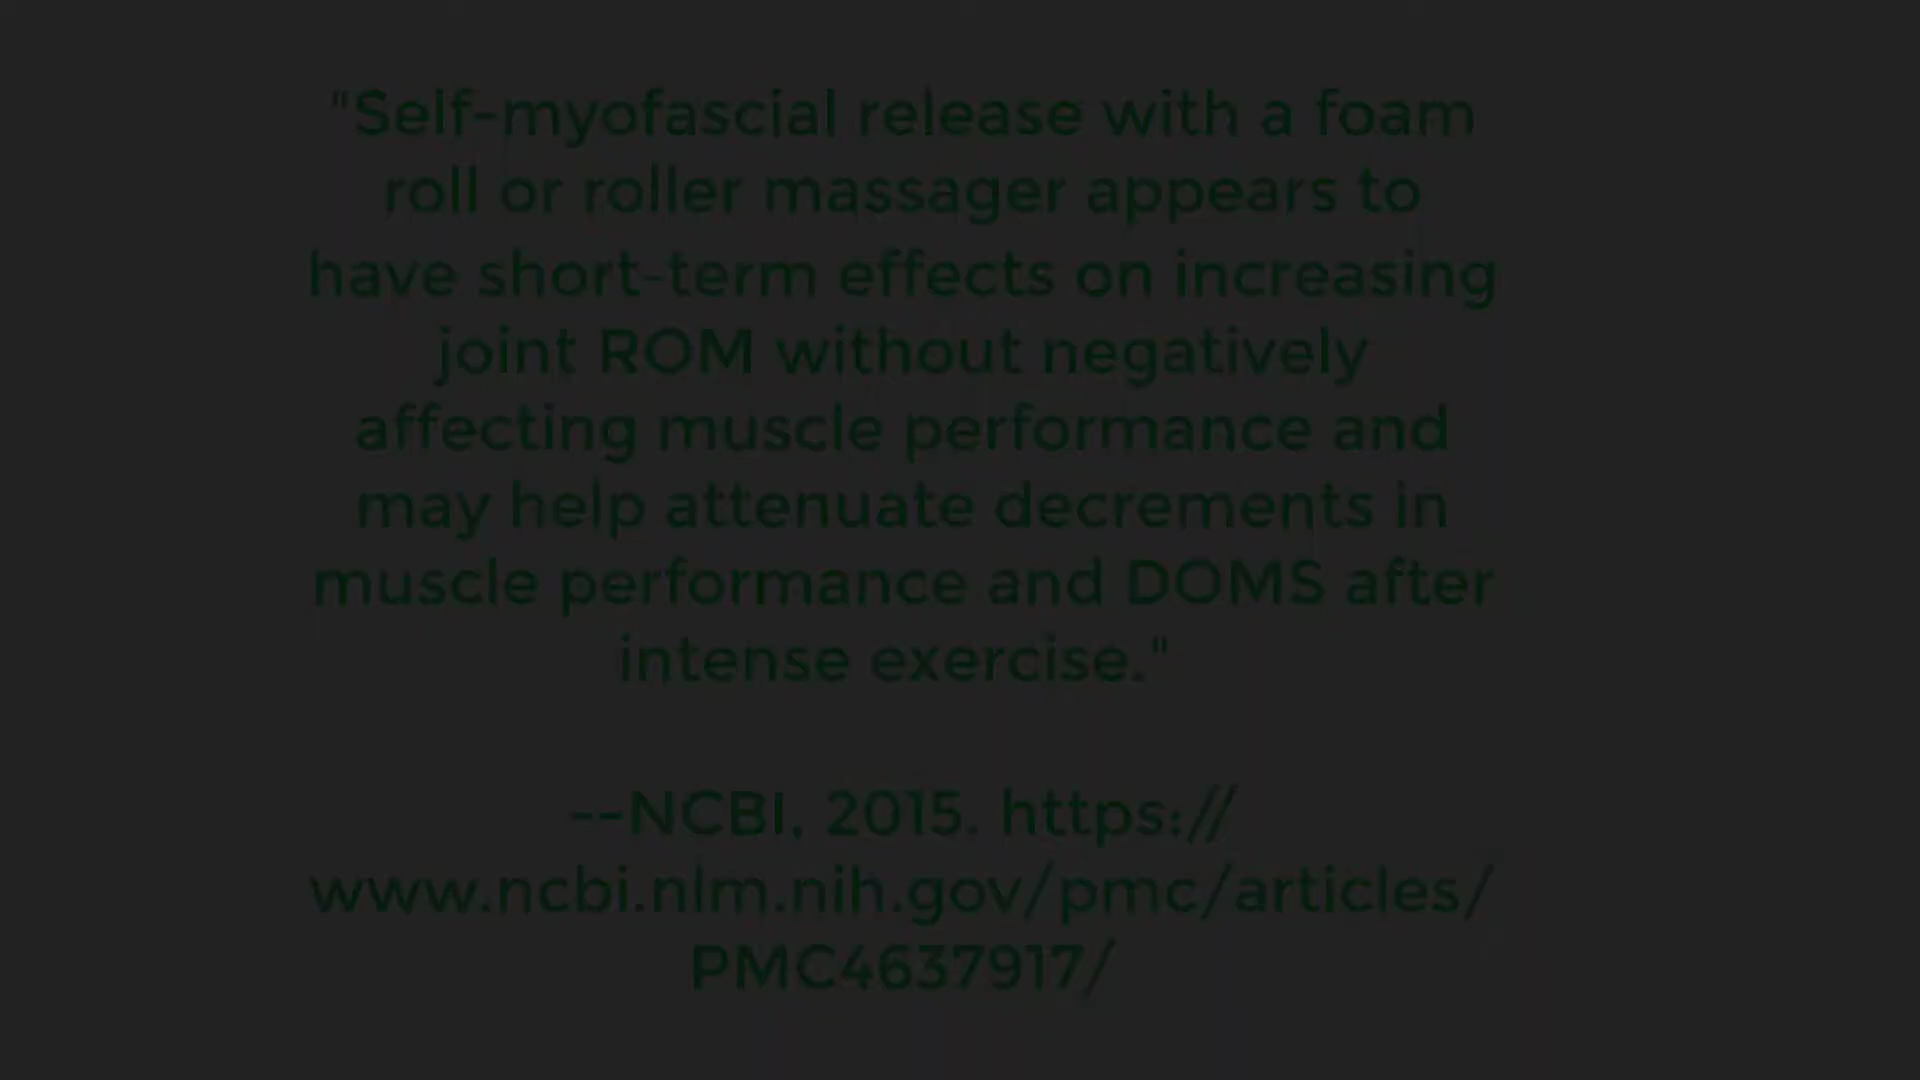 "Self-myofascial release with a foam
roll or roller massager appears to
have short-term effects on increasing
joint ROM without negatively
affecting muscle performance and
may help attenuate decrements in
muscle performance and DOMS after
intense exercise."
--NCBI, 2015. https://
www.ncbi.nlm.nih.gov/pmc/articles/
PMC4637917/